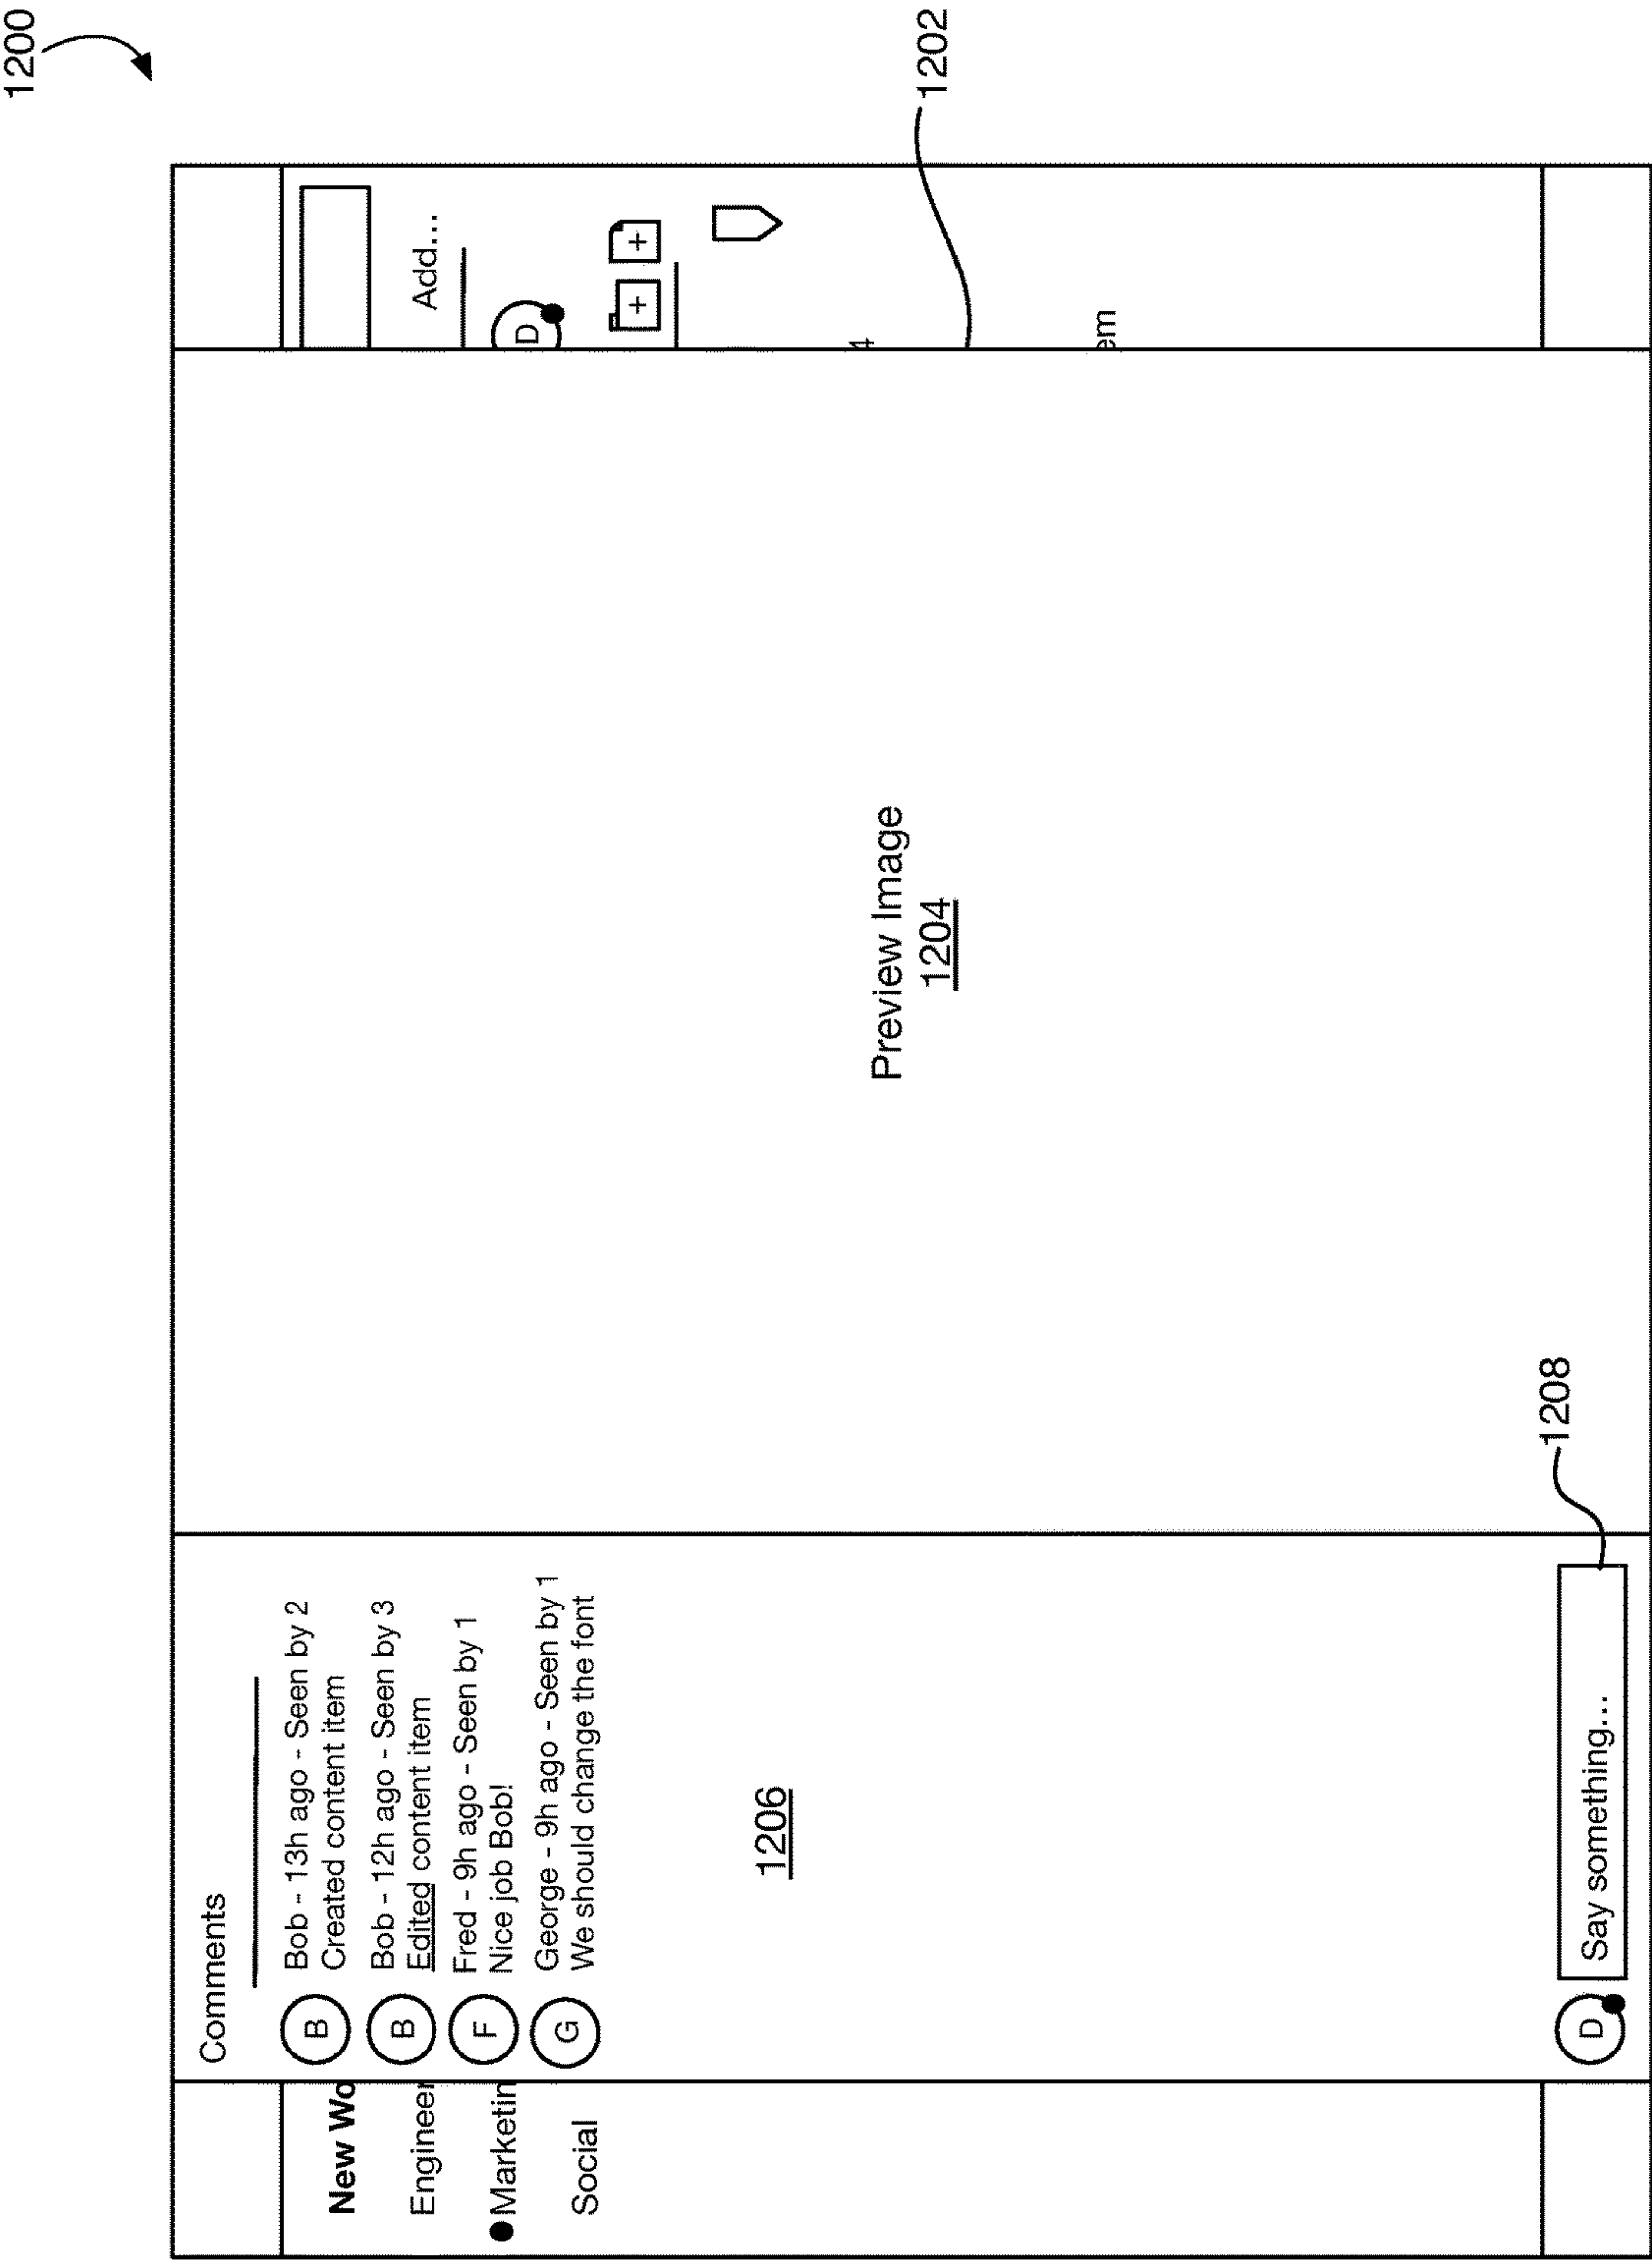 1200
New Wo
Engineer
Marketin
Social
Comments
B
Bob - 13h ago - Seen by 2
Created content item
B
Bob - 12h ago - Seen by 3
Edited content item
F
Fred - 9h ago - Seen by 1
Nice job Bob!
G
George - 9h ago - Seen by 1
We should change the font
1206
D
Say something...
1208
Preview Image
1204
Add...
D
+ +
4
em
1202